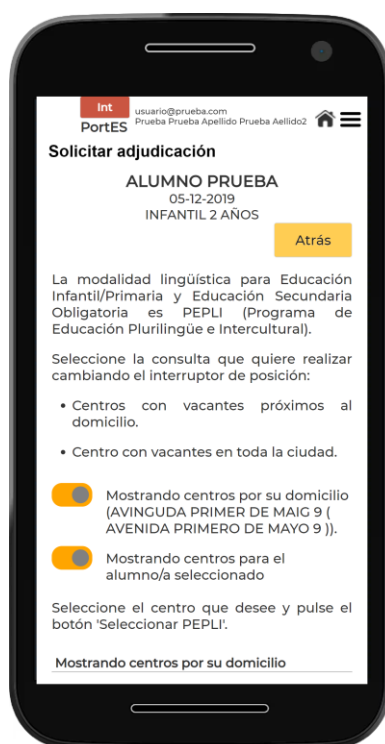 Int
PortES
usuario@prueba.com
Prueba Prueba Apellido Prueba Aellido2
Solicitar adjudicación
ALUMNO PRUEBA
05-12-2019
INFANTIL 2 AÑOS
Atrás
La modalidad lingüística para Educación
Infantil/Primaria y Educación Secundaria
Obligatoria es PEPLI (Programa de
Educación Plurilingüe e Intercultural).
Seleccione la consulta que quiere realizar
cambiando el interruptor de posición:
• Centros con vacantes próximos al
domicilio.
• Centro con vacantes en toda la ciudad.
Mostrando centros por su domicilio
(AVINGUDA PRIMER DE MAIG 9 (
AVENIDA PRIMERO DE MAYO 9 )).
Mostrando centros para el
alumno/a seleccionado
Seleccione el centro que desee y pulse el
botón 'Seleccionar PEPLI'.
Mostrando centros por su domicilio